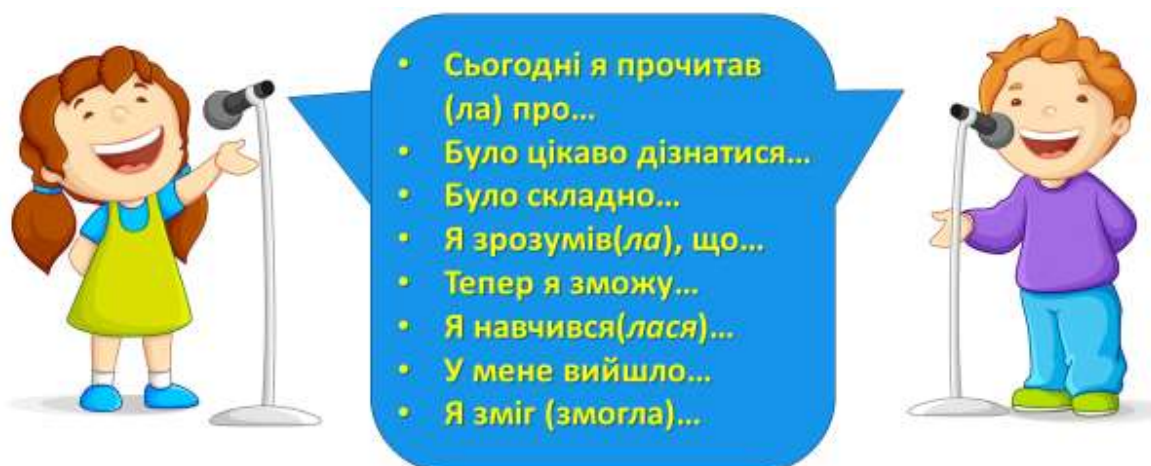 • Сьогодні я прочитав
(ла) про...
• Було цікаво дізнатися...
• Було складно...
• Я зрозумів(ла), що...
• Тепер я зможу...
• Я навчився(лася)...
• У мене вийшло...
• Я зміг (змогла)...